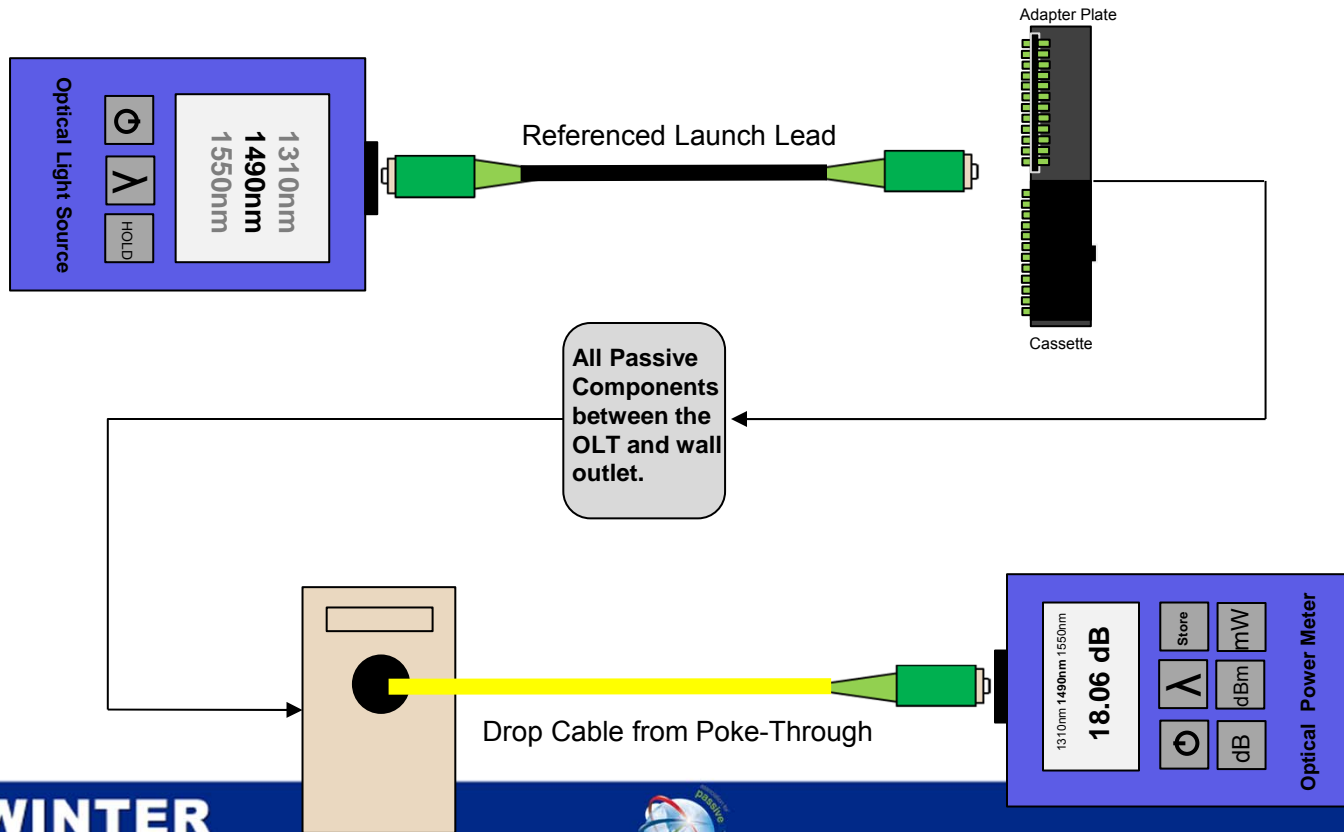 Adapter Plate
Optical Light Source
HOLD
1310nm
1490nm
1550nm
Referenced Launch Lead
Cassette
All Passive
Components
between the
OLT and wall
outlet.
Drop Cable from Poke-Through
1310nm 1490nm 1550nm
18.06 dB
Store
mW
λ
dBm
dB
Optical Power Meter
WINTER
passive